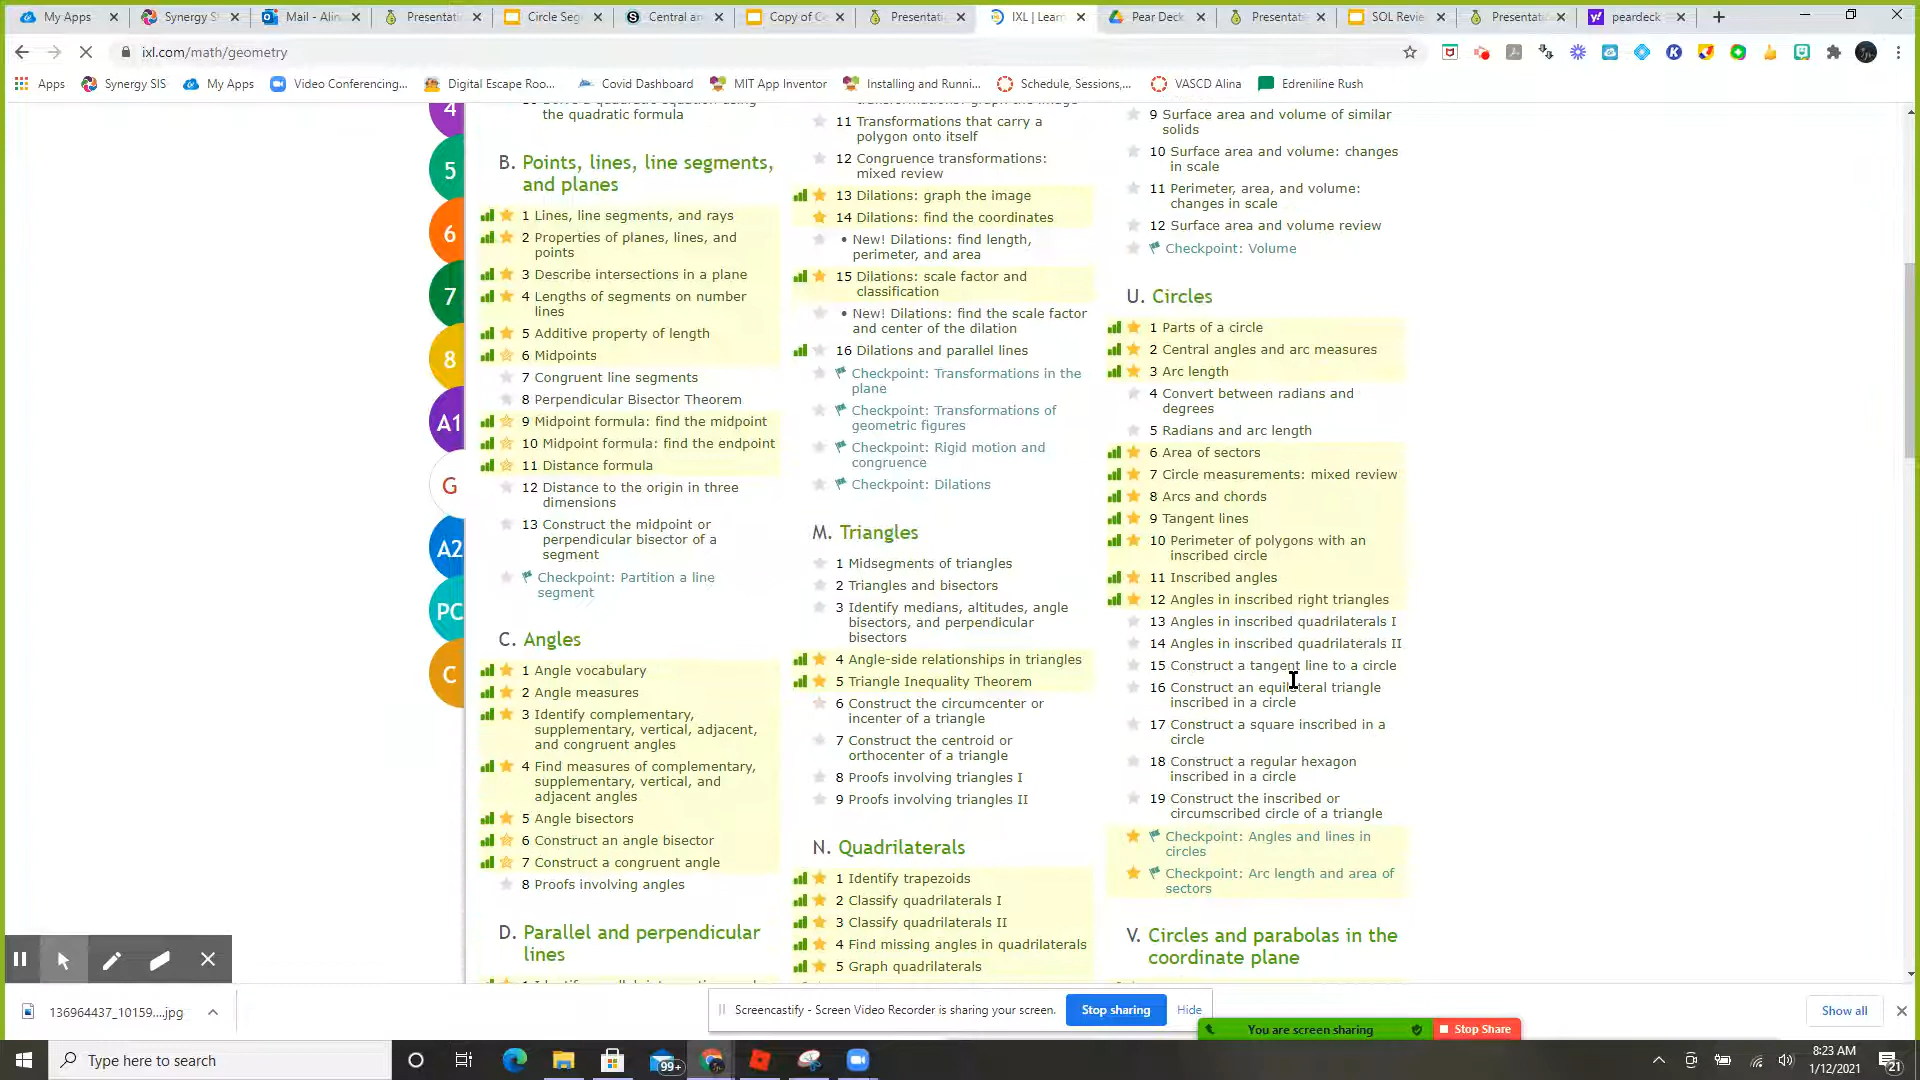 My Apps
Synergy S
Mail - Alin
Presentati
Circle Seg
Central an
Copy of C
Presentati
IXL | Learn
Pear Deck
Presentat
SOL Revie
Presentati
peardeck
ixl.com/math/geometry
Apps
Synergy SIS
My Apps
Video Conferencing...
Digital Escape Roo...
Covid Dashboard
MIT App Inventor
Installing and Runni...
Schedule, Sessions,...
VASCD Alina
Edreniline Rush
4
5
6
7
8
A1
G
A2
PC
C
the quadratic formula
B. Points, lines, line segments,
and planes
1 Lines, line segments, and rays
2 Properties of planes, lines, and
points
3 Describe intersections in a plane
4 Lengths of segments on number
lines
5 Additive property of length
6 Midpoints
7 Congruent line segments
8 Perpendicular Bisector Theorem
9 Midpoint formula: find the midpoint
10 Midpoint formula: find the endpoint
11 Distance formula
12 Distance to the origin in three
dimensions
13 Construct the midpoint or
perpendicular bisector of a
segment
Checkpoint: Partition a line
segment
C. Angles
1 Angle vocabulary
2 Angle measures
3 Identify complementary,
supplementary, vertical, adjacent,
and congruent angles
4 Find measures of complementary,
supplementary, vertical, and
adjacent angles
5 Angle bisectors
6 Construct an angle bisector
7 Construct a congruent angle
8 Proofs involving angles
D. Parallel and perpendicular
lines
11 Transformations that carry a
polygon onto itself
12 Congruence transformations:
mixed review
13 Dilations: graph the image
14 Dilations: find the coordinates
• New! Dilations: find length,
perimeter, and area
15 Dilations: scale factor and
classification
• New! Dilations: find the scale factor
and center of the dilation
16 Dilations and parallel lines
Checkpoint: Transformations in the
plane
Checkpoint: Transformations of
geometric figures
Checkpoint: Rigid motion and
congruence
Checkpoint: Dilations
M. Triangles
1 Midsegments of triangles
2 Triangles and bisectors
3 Identify medians, altitudes, angle
bisectors, and perpendicular
bisectors
4 Angle-side relationships in triangles
5 Triangle Inequality Theorem
6 Construct the circumcenter or
incenter of a triangle
7 Construct the centroid or
orthocenter of a triangle
8 Proofs involving triangles I
9 Proofs involving triangles II
N. Quadrilaterals
1 Identify trapezoids
2 Classify quadrilaterals I
3 Classify quadrilaterals II
4 Find missing angles in quadrilaterals
5 Graph quadrilaterals
9 Surface area and volume of similar
solids
10 Surface area and volume: changes
in scale
11 Perimeter, area, and volume:
changes in scale
12 Surface area and volume review
Checkpoint: Volume
U. Circles
1 Parts of a circle
2 Central angles and arc measures
3 Arc length
4 Convert between radians and
degrees
5 Radians and arc length
6 Area of sectors
7 Circle measurements: mixed review
8 Arcs and chords
9 Tangent lines
10 Perimeter of polygons with an
inscribed circle
11 Inscribed angles
12 Angles in inscribed right triangles
13 Angles in inscribed quadrilaterals I
14 Angles in inscribed quadrilaterals II
15 Construct a tangent line to a circle
16 Construct an equilateral triangle
inscribed in a circle
17 Construct a square inscribed in a
circle
18 Construct a regular hexagon
inscribed in a circle
19 Construct the inscribed or
circumscribed circle of a triangle
Checkpoint: Angles and lines in
circles
Checkpoint: Arc length and area of
sectors
V. Circles and parabolas in the
coordinate plane
136964437_10159....jpg
Screencastify - Screen Video Recorder is sharing your screen.
Stop sharing
Hide
Show all
You are screen sharing
Stop Share
Type here to search
99+
8:23 AM
1/12/2021
21